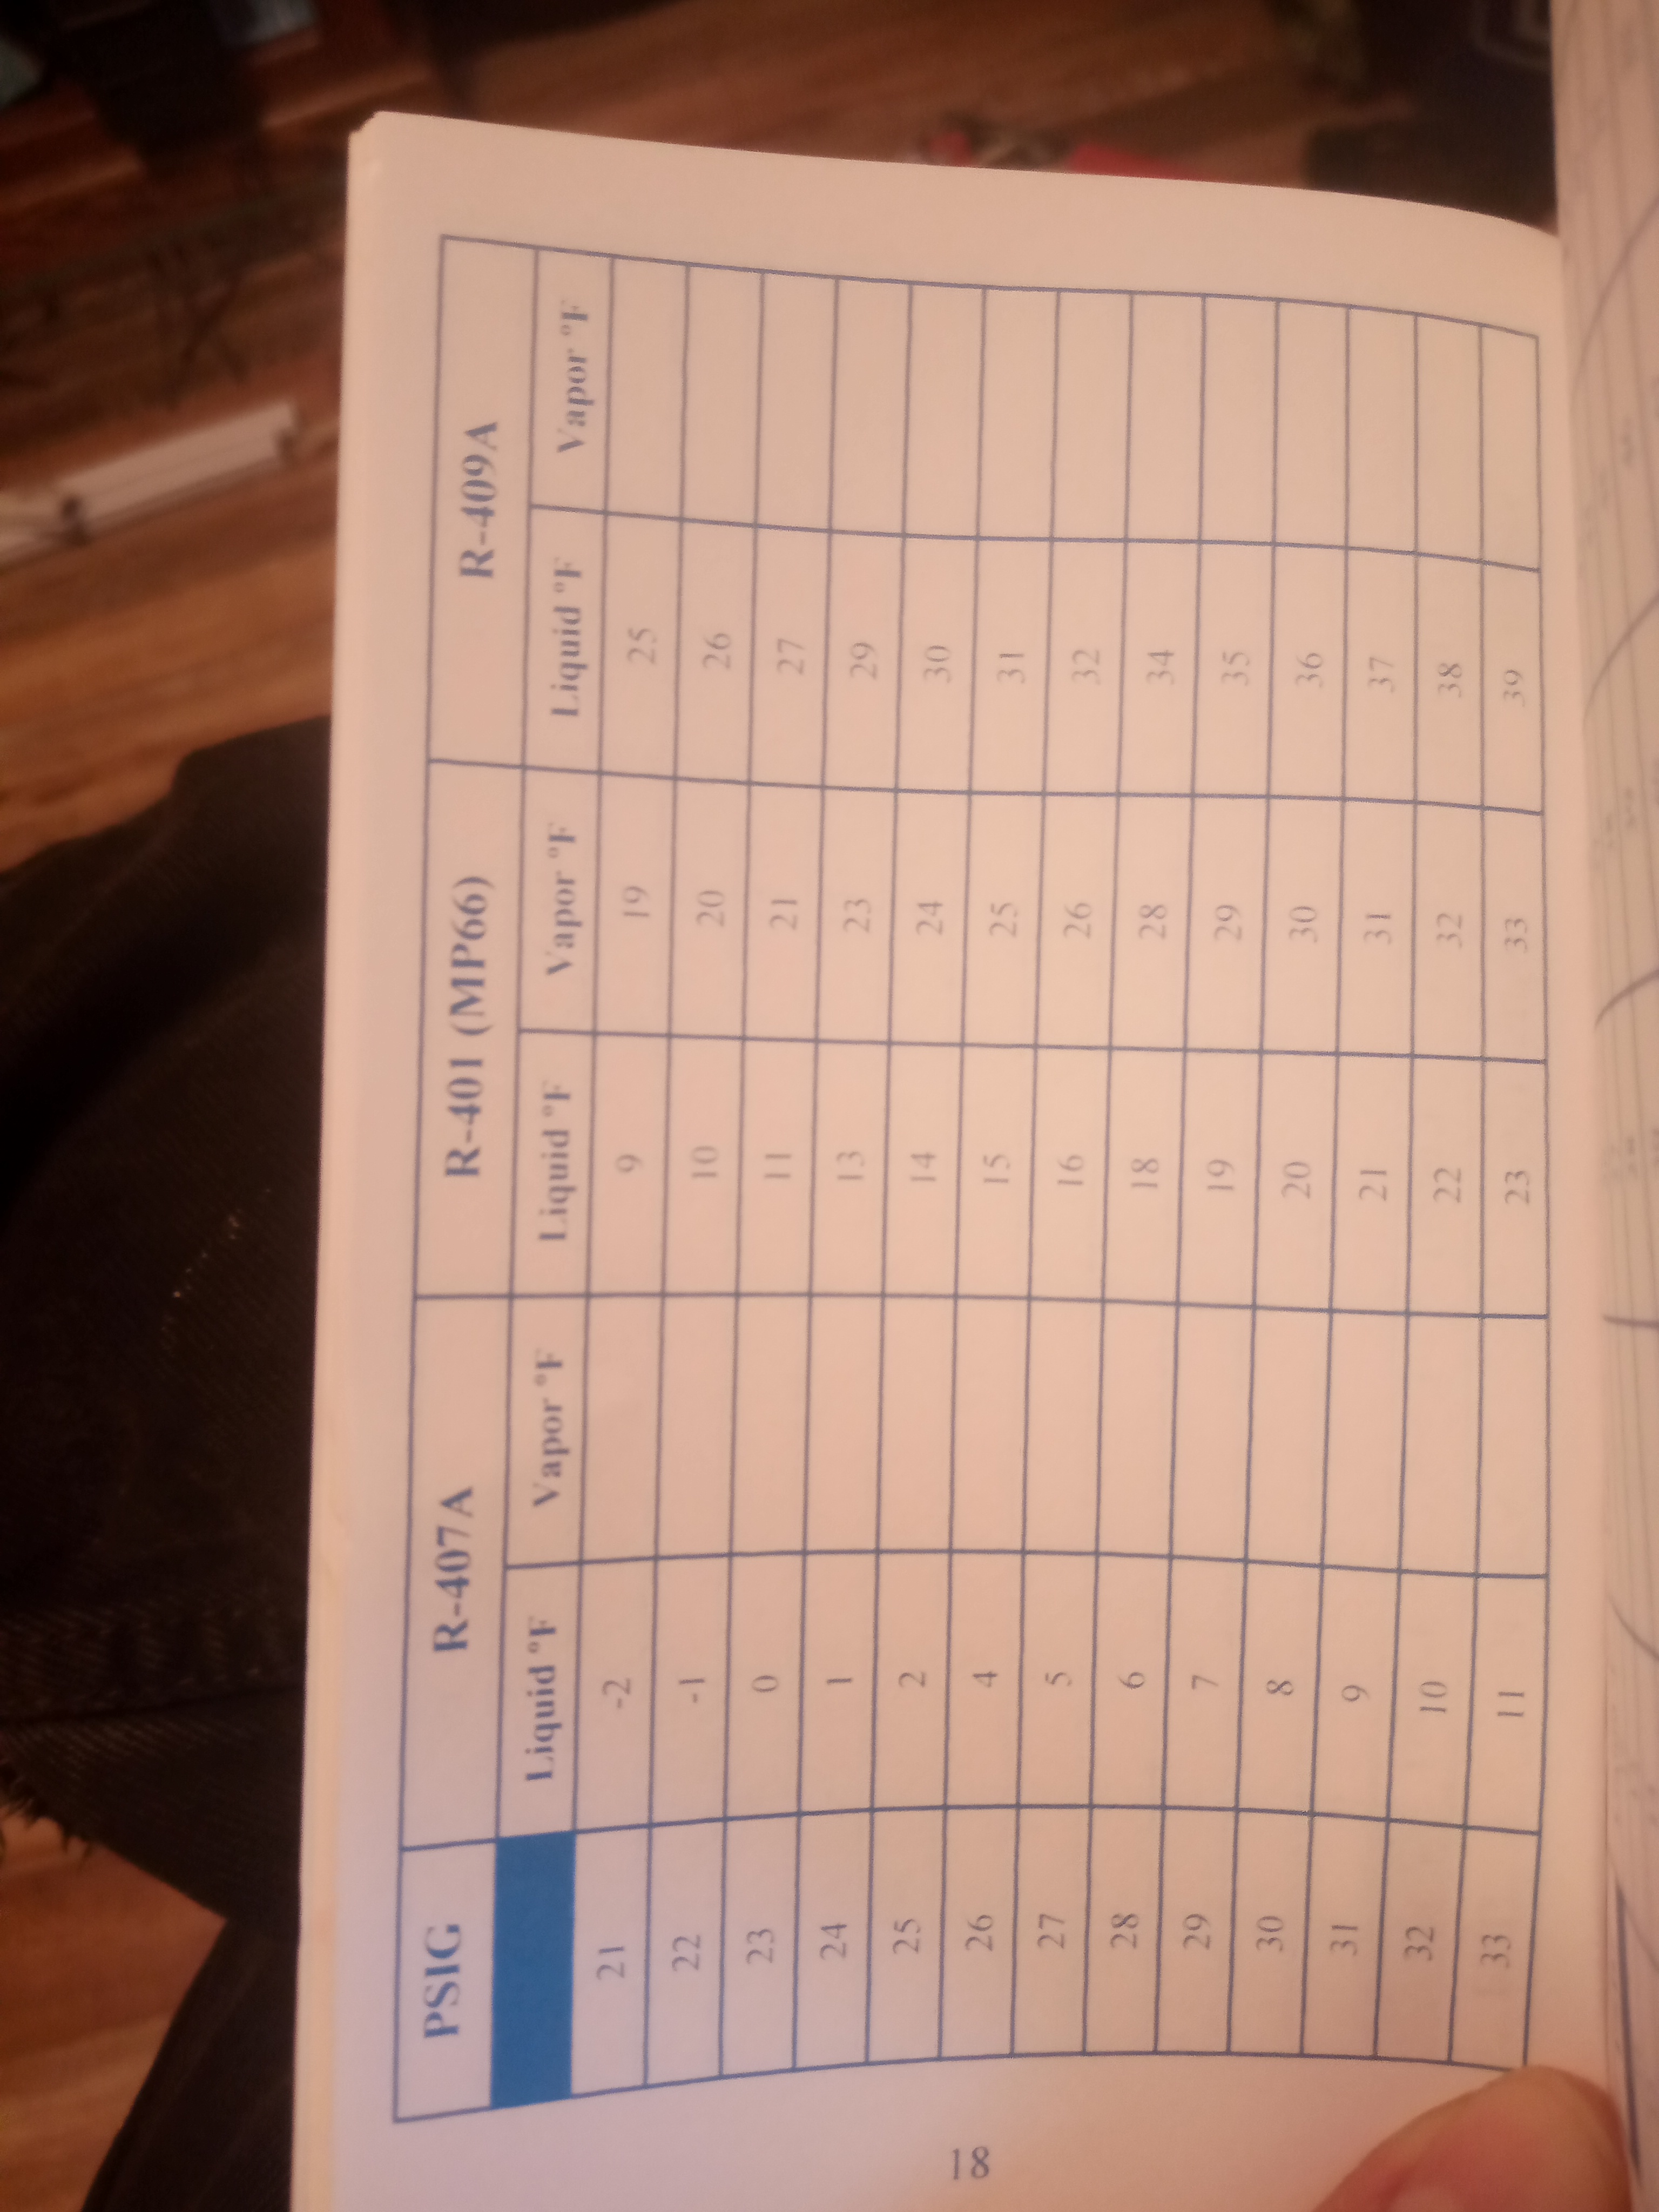 PSIG R-407A R-401 (MP66) R-409A
Liquid °F Vapor °F Liquid °F Vapor °F Liquid °F Vapor °F
21 -2 9 19 25
22 -1 10 20 26
23 0 11 21 27
24 1 13 23 29
25 2 14 24 30
26 4 15 25 31
27 5 16 26 32
28 6 18 28 34
29 7 19 29 35
30 8 20 30 36
31 9 21 31 37
32 10 22 32 38
33 11 23 33 39
18